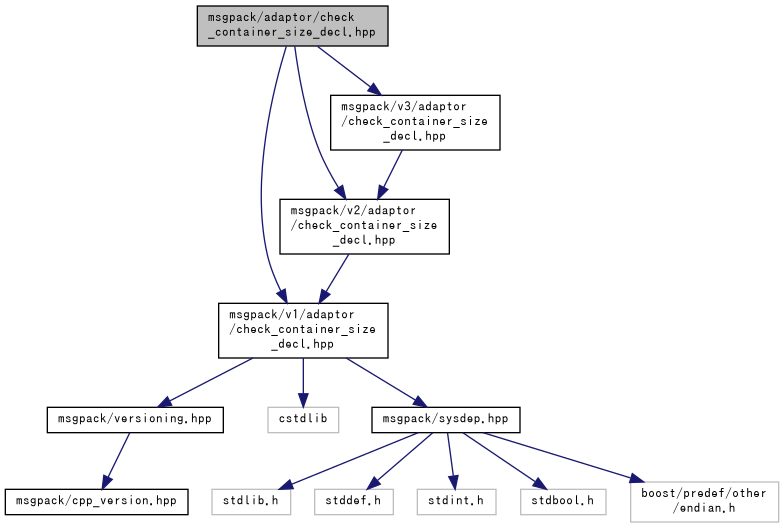 msgpack/adaptor/check
_container_size_decl.hpp
msgpack/v3/adaptor
/check_container_size
_decl.hpp
msgpack/v2/adaptor
/check_container_size
_decl.hpp
msgpack/v1/adaptor
/check_container_size
_decl.hpp
msgpack/versioning.hpp
cstdlib
msgpack/sysdep.hpp
msgpack/cpp_version.hpp
stdlib.h
stddef.h
stdint.h
stdbool.h
boost/predef/other
/endian.h